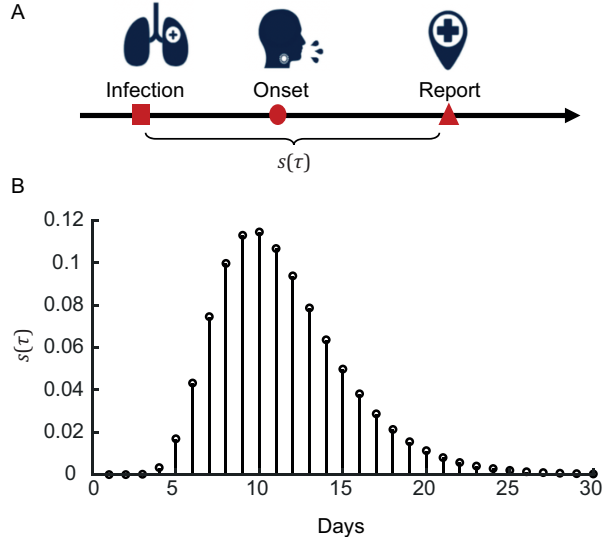 A
Infection Onset Report
s(τ)
B
0.12
0.1
0.08
0.06
0.04
0.02
0
s(τ)
0 5 10 15 20 25 30
Days